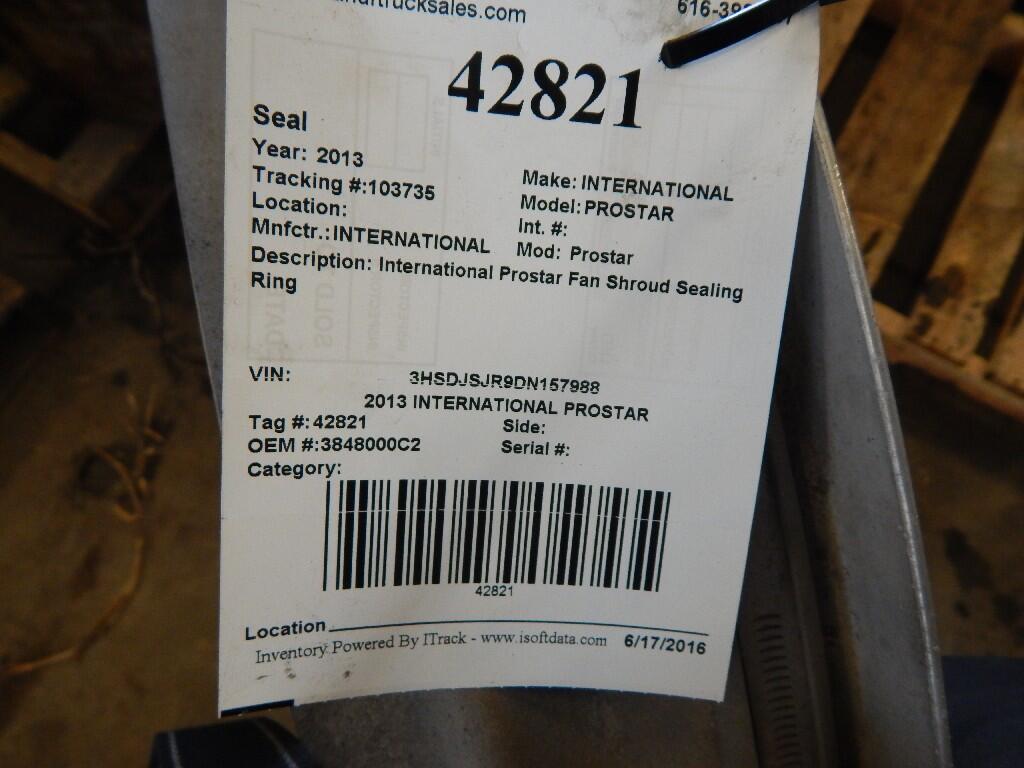 trucksales.com
42821
Seal
Year: 2013
Tracking #:103735
Location:
Mnfctr.:INTERNATIONAL
Make: INTERNATIONAL
Model: PROSTAR
Int. #:
Mod: Prostar
Description: International Prostar Fan Shroud Sealing
Ring
VIN: 3HSDJSJR9DN157988
2013 INTERNATIONAL PROSTAR
Tag #: 42821
Side:
OEM #:3848000C2
Serial #:
Category:
42821
Location
Inventory Powered By ITrack - www.isoftdata.com 6/17/2016